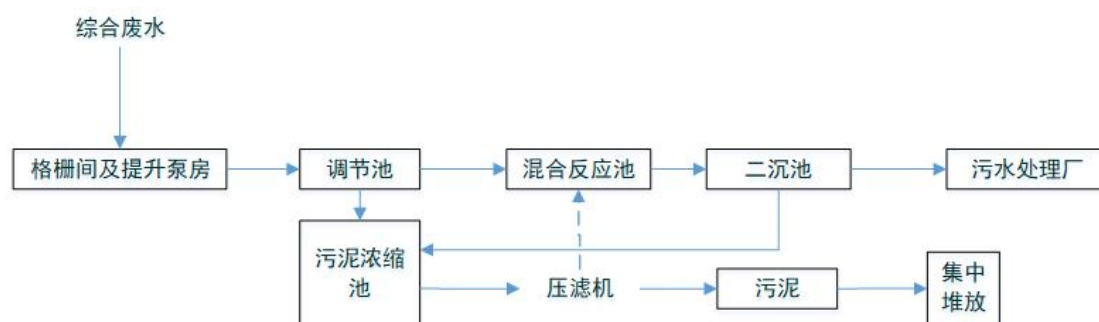 综合废水
格栅间及提升泵房
调节池
混合反应池
二沉池
污水处理厂
污泥浓缩
池
压滤机
污泥
集中
堆放